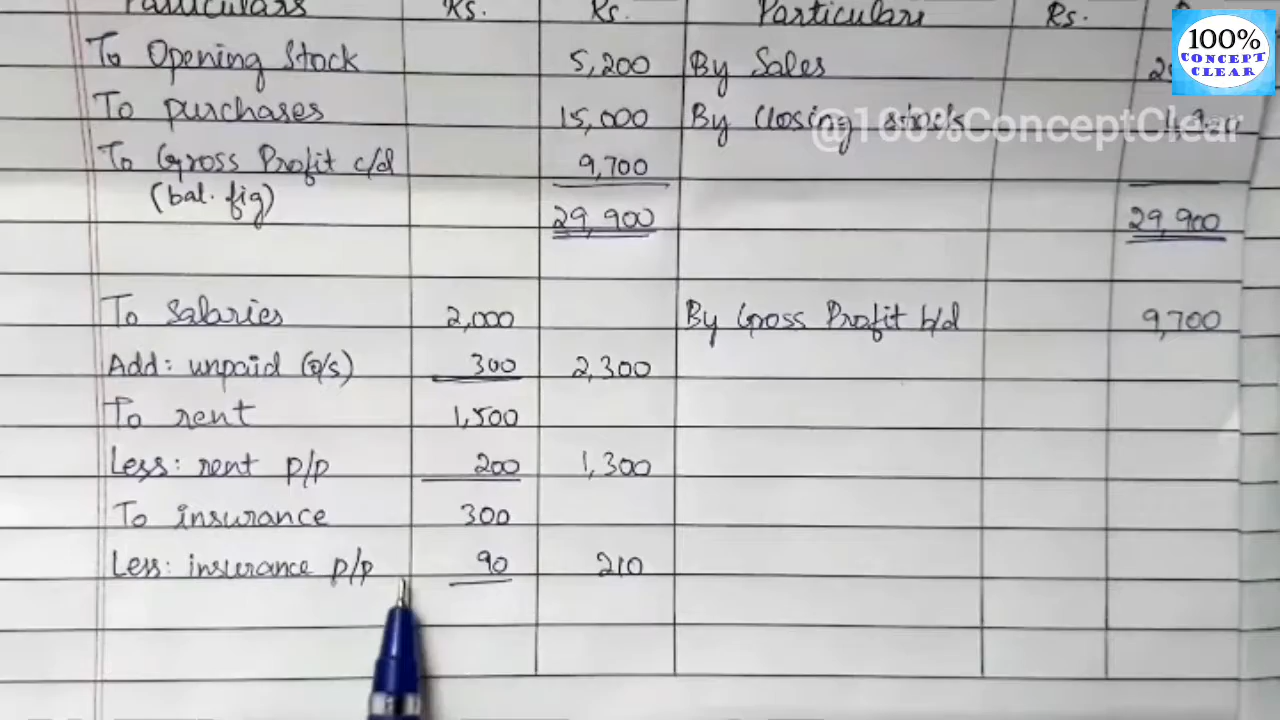 Particulars Rs. Rs. Particulars Rs.
To Opening Stock 5,200 By Sales
To purchases 15,000 By Closing stock
To Gross Profit c/d 9,700
(bal. fig)
29,900 29,900
To Salaries 2,000 By Gross Profit b/d 9,700
Add: unpaid (o/s) 300 2,300
To rent 1,500
Less: rent p/p 200 1,300
To insurance 300
Less: insurance p/p 90 210
100%
CONCEPT
CLEAR
@100%ConceptClear